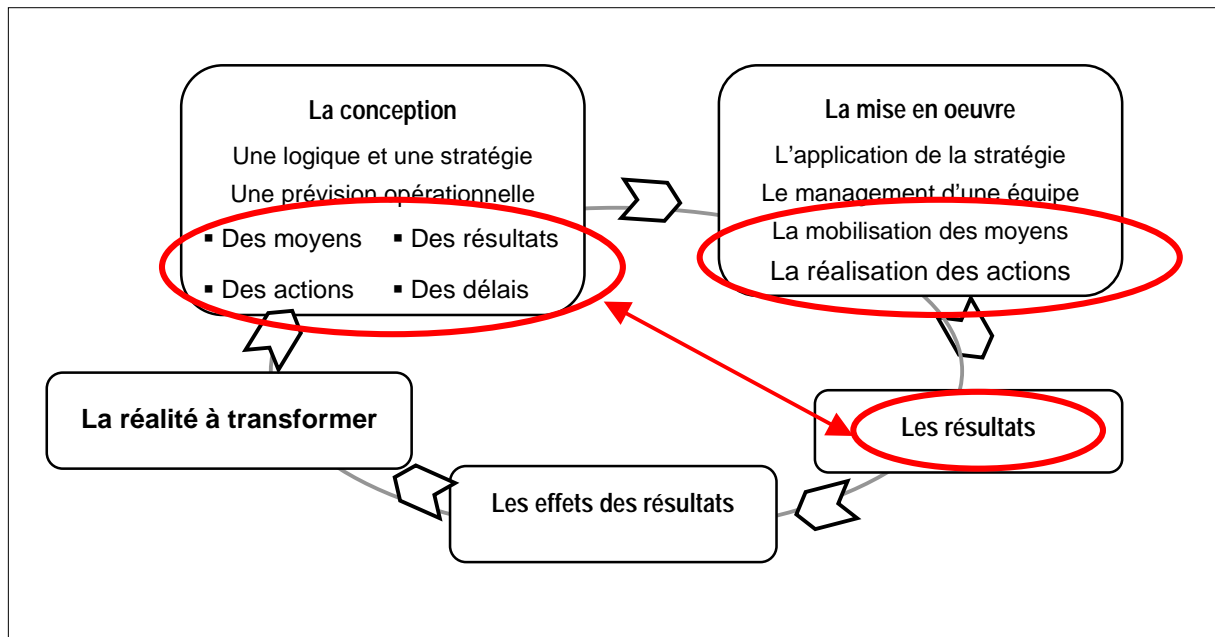 La conception
Une logique et une stratégie
Une prévision opérationnelle
▪ Des moyens ▪ Des résultats
▪ Des actions ▪ Des délais
La mise en oeuvre
L’application de la stratégie
Le management d’une équipe
La mobilisation des moyens
La réalisation des actions
La réalité à transformer
Les résultats
Les effets des résultats